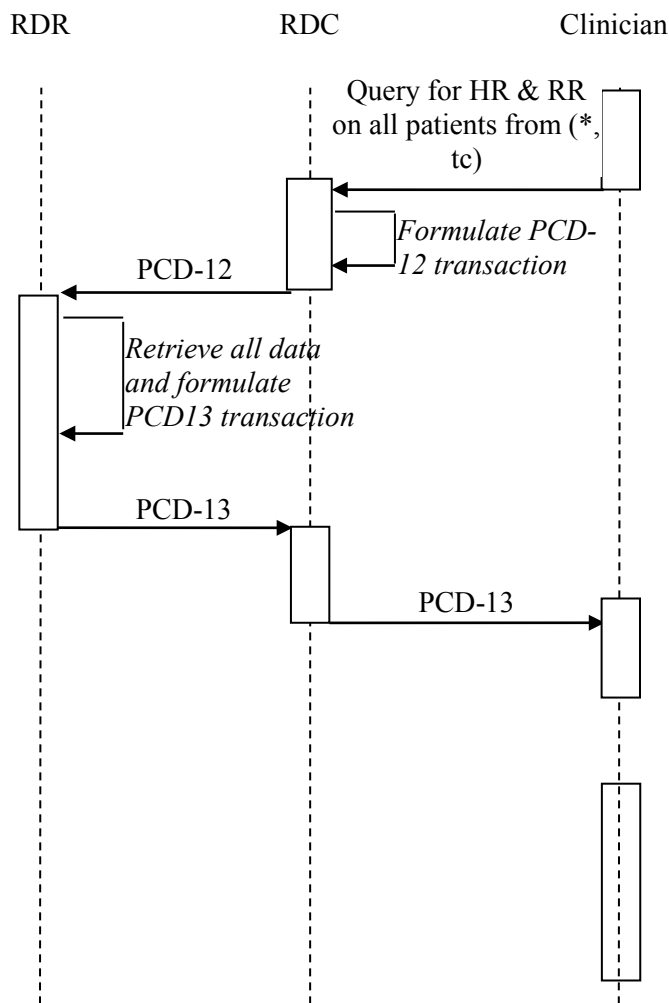 RDR RDC Clinician
Query for HR & RR
on all patients from (*,
tc)
Formulate PCD-
12 transaction
PCD-12
Retrieve all data
and formulate
PCD13 transaction
PCD-13
PCD-13